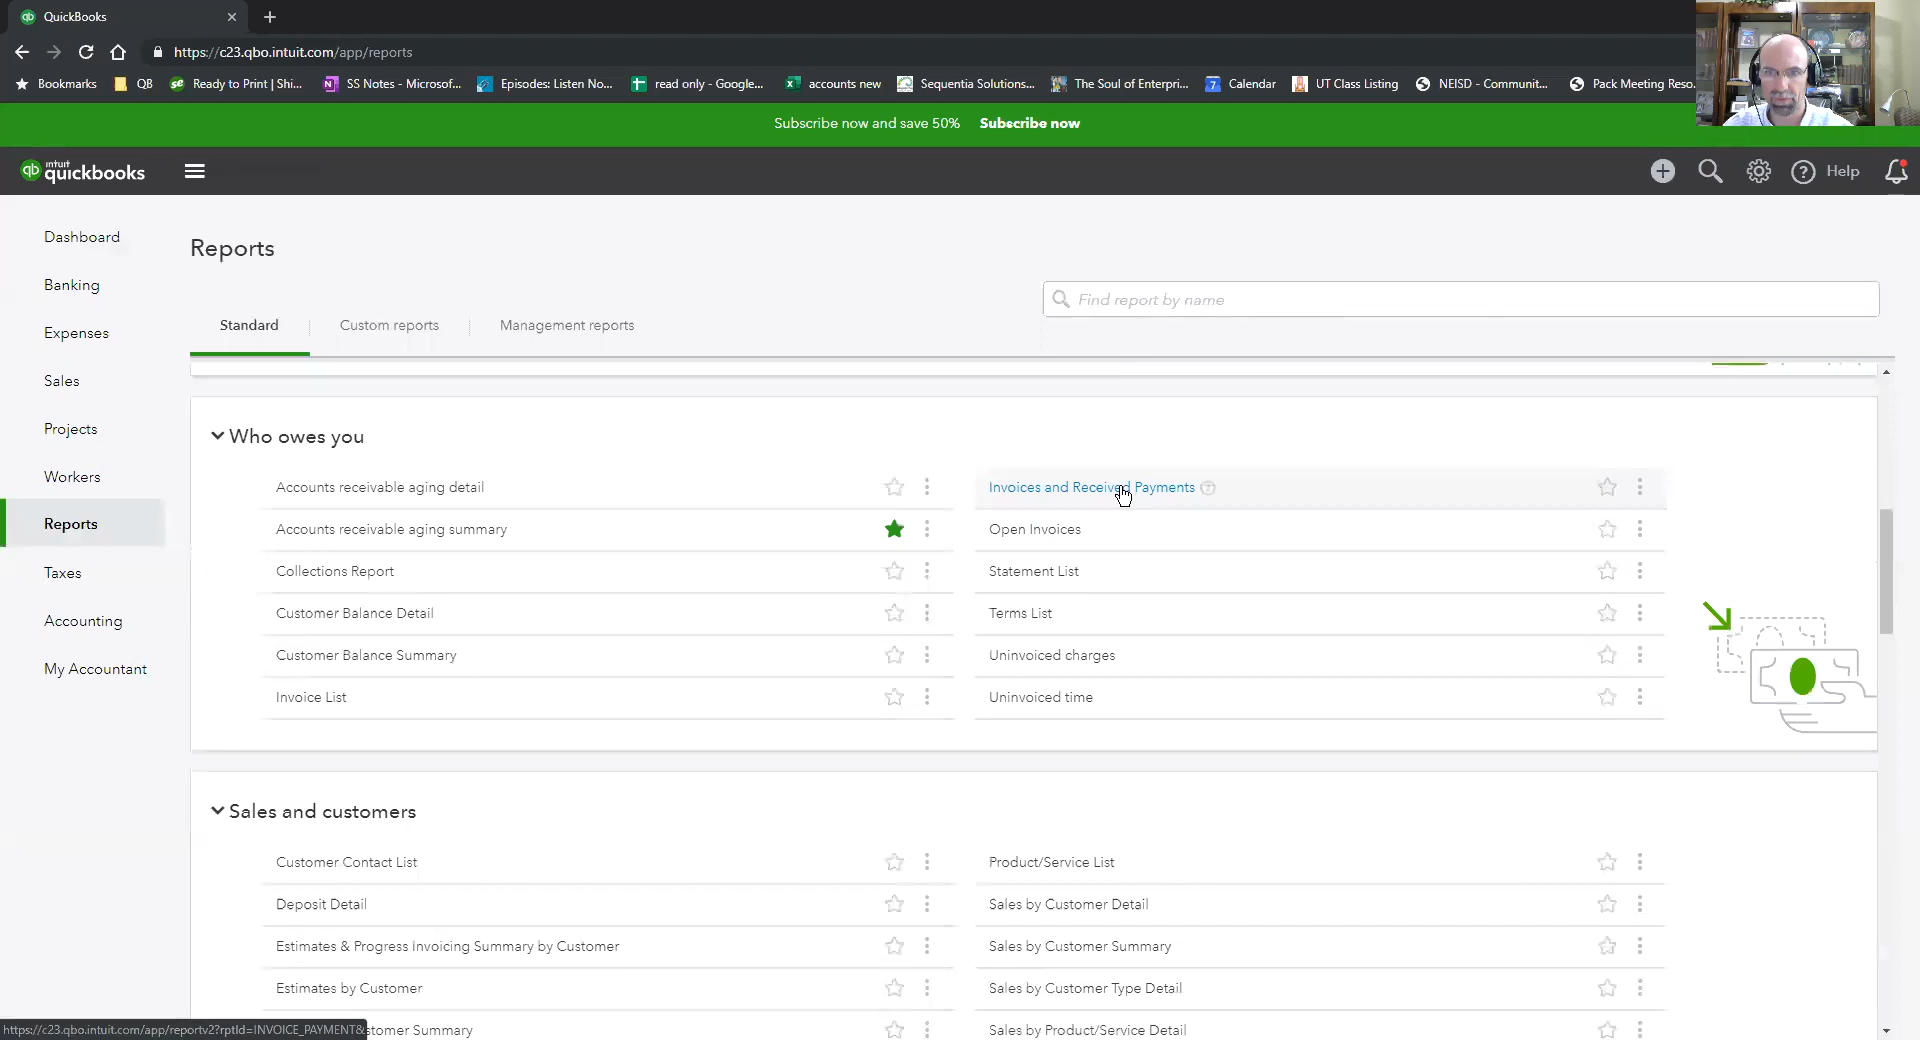 QuickBooks
https://c23.qbo.intuit.com/app/reports
Bookmarks QB Ready to Print | Shi... SS Notes - Microsof... Episodes: Listen No... read only - Google... accounts new Sequentia Solutions... The Soul of Enterpri... 7 Calendar UT Class Listing NEISD - Communit... Pack Meeting Reso.
Subscribe now and save 50% Subscribe now
qb intuit quickbooks ? Help
Dashboard
Banking
Expenses
Sales
Projects
Workers
Reports
Taxes
Accounting
My Accountant
Reports
Find report by name
Standard Custom reports Management reports
Who owes you
Accounts receivable aging detail
Accounts receivable aging summary
Collections Report
Customer Balance Detail
Customer Balance Summary
Invoice List
Invoices and Received Payments ?
Open Invoices
Statement List
Terms List
Uninvoiced charges
Uninvoiced time
Sales and customers
Customer Contact List
Deposit Detail
Estimates & Progress Invoicing Summary by Customer
Estimates by Customer
stomer Summary
Product/Service List
Sales by Customer Detail
Sales by Customer Summary
Sales by Customer Type Detail
Sales by Product/Service Detail
https://c23.qbo.intuit.com/app/reportv2?rptId=INVOICE_PAYMENT&